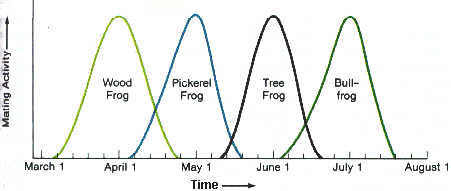 Mating Activity
Wood
Frog
Pickerel
Frog
Tree
Frog
Bull-
frog
March 1 April 1 May 1 June 1 July 1 August 1
Time